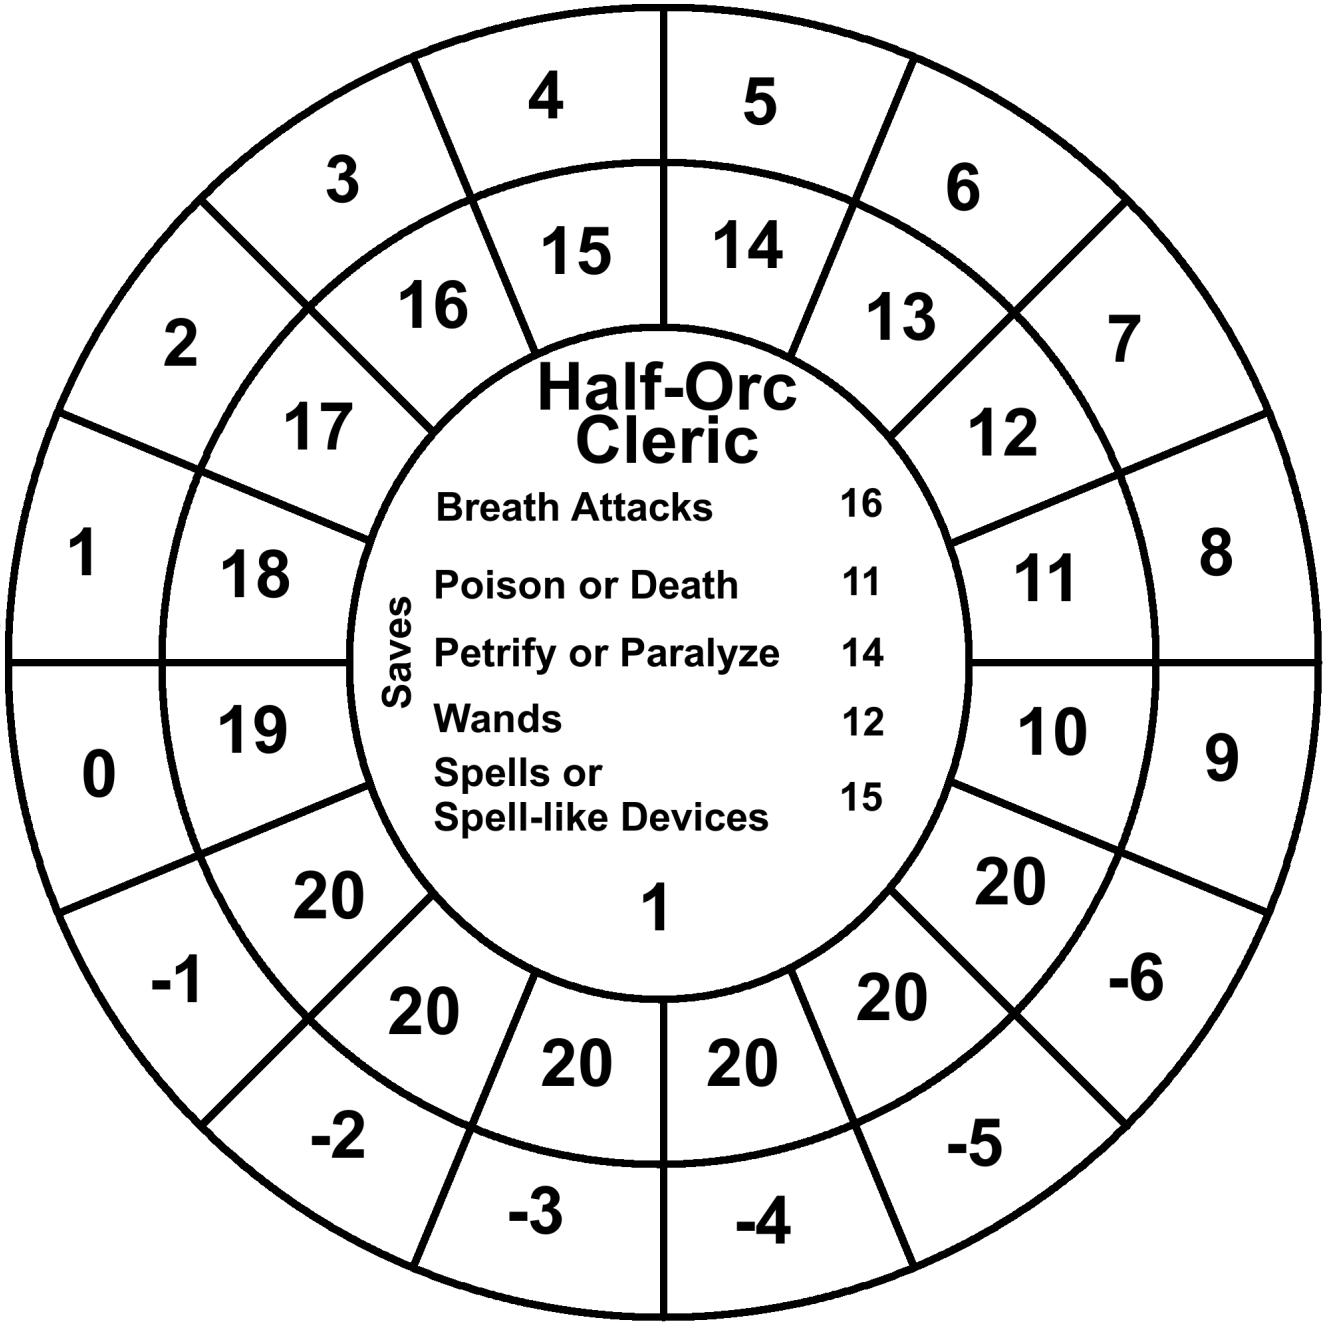 4 5
3 6
15 14
16 13
2 7
17 12
Half-Orc
Cleric
Breath Attacks 16
1 8
18 11
Poison or Death 11
Saves
Petrify or Paralyze 14
Wands 12
19 10
0 9
Spells or
Spell-like Devices 15
20 20
1
-1 -6
20 20
20 20
-2 -5
-3 -4